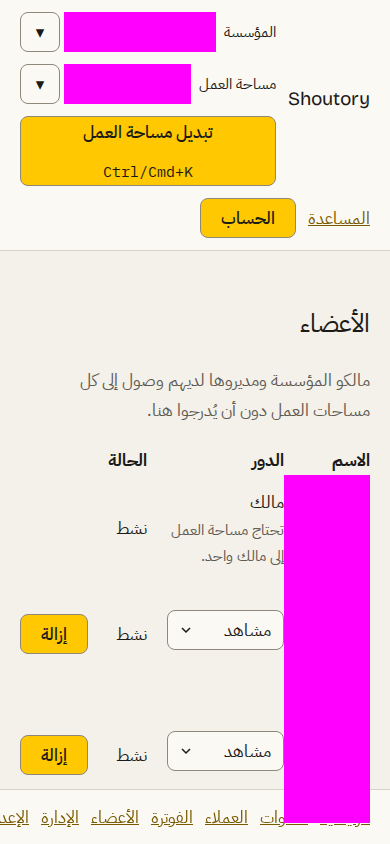 Shoutory
المؤسسة
▼
مساحة العمل
▼
تبديل مساحة العمل
Ctrl/Cmd+K
المساعدة
الحساب
الأعضاء
مالكو المؤسسة ومديروها لديهم وصول إلى كل
مساحات العمل دون أن يُدرجوا هنا.
الاسم الدور الحالة
مالك
تحتاج مساحة العمل
إلى مالك واحد.
نشط
مشاهد نشط إزالة
مشاهد نشط إزالة
العملاء الفوترة الأعضاء الإدارة